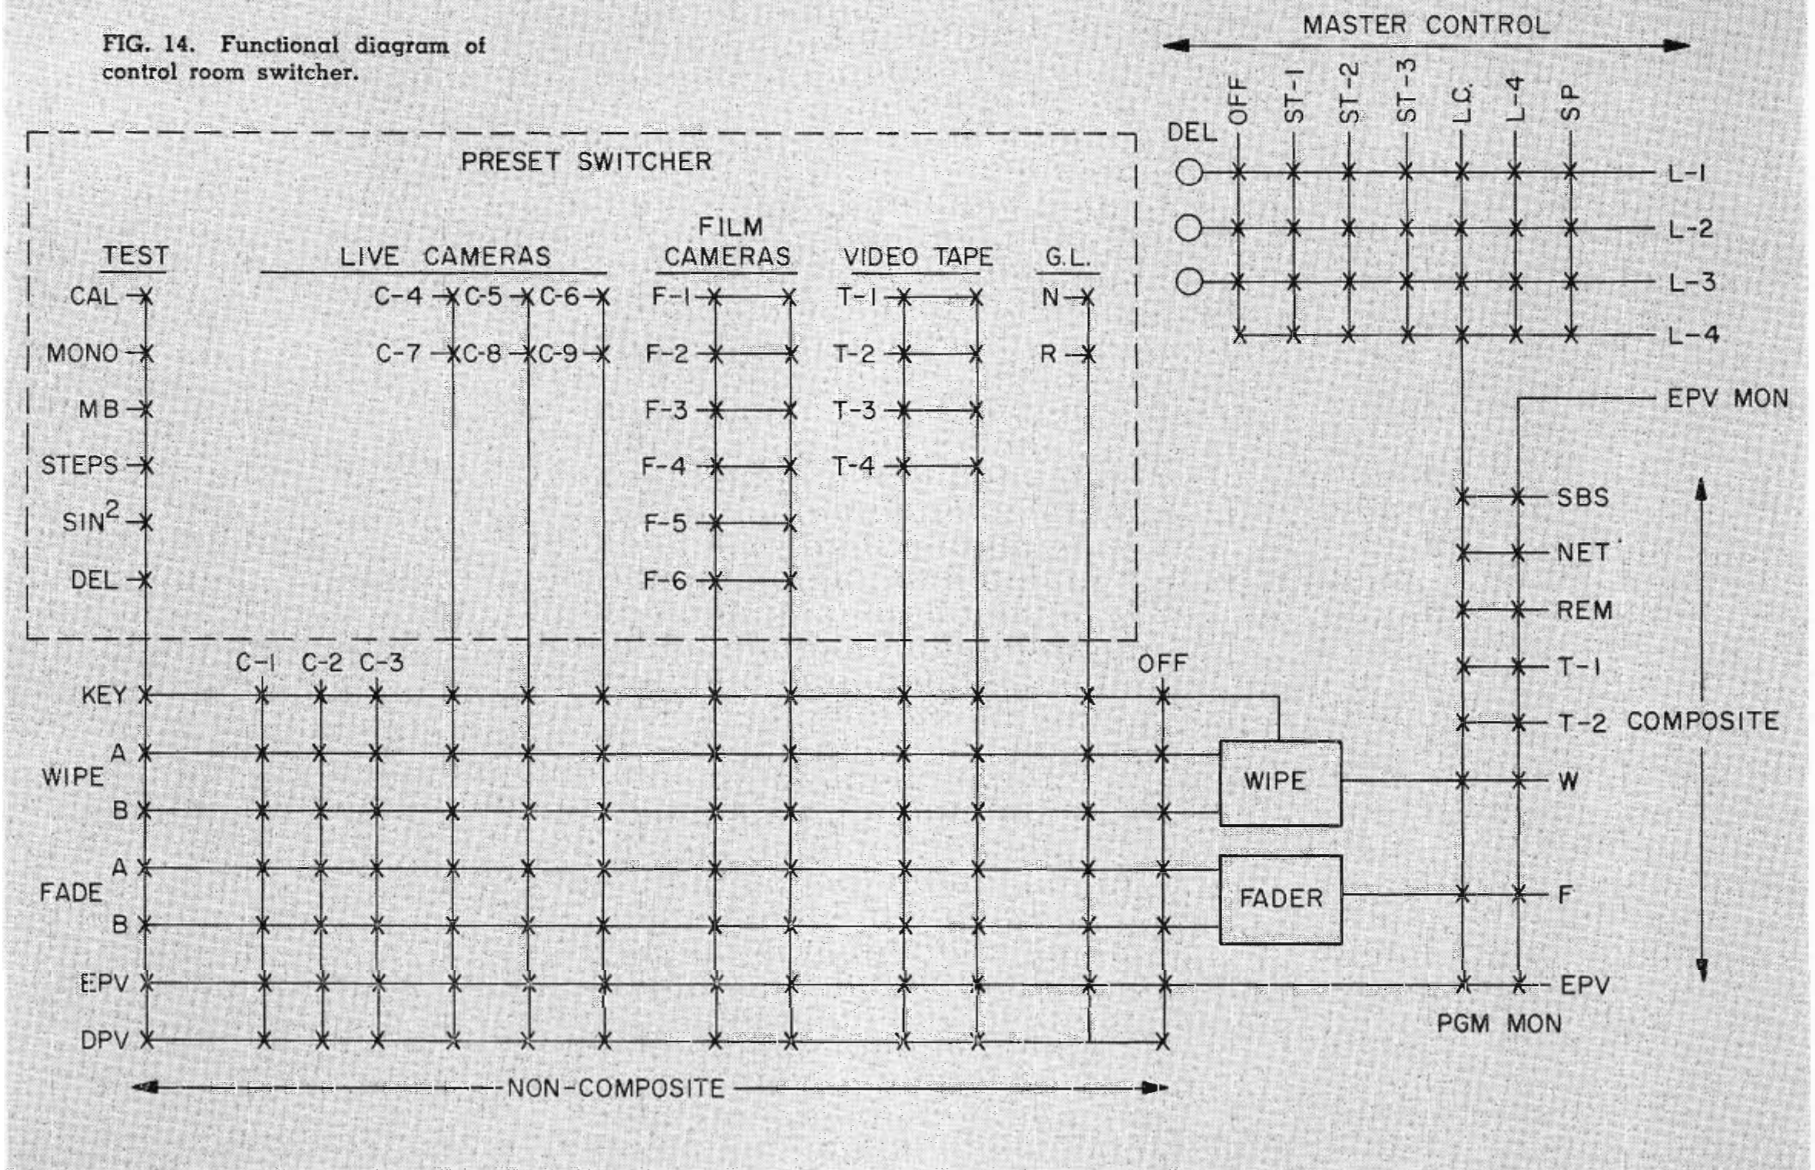 FIG. 14. Functional diagram of
control room switcher.
MASTER CONTROL
OFF
ST-1
ST-2
ST-3
L.C.
L-4
SP
DEL
L-1
L-2
L-3
L-4
PRESET SWITCHER
TEST
LIVE CAMERAS
FILM
CAMERAS
VIDEO TAPE
G.L.
CAL
C-4
C-5
C-6
F-1
T-1
N
MONO
C-7
C-8
C-9
F-2
T-2
R
MB
F-3
T-3
STEPS
F-4
T-4
SIN²
F-5
DEL
F-6
EPV MON
SBS
NET
REM
T-1
T-2
COMPOSITE
W
F
EPV
PGM MON
C-1
C-2
C-3
OFF
KEY
A
WIPE
B
A
FADE
B
EPV
DPV
WIPE
FADER
NON-COMPOSITE